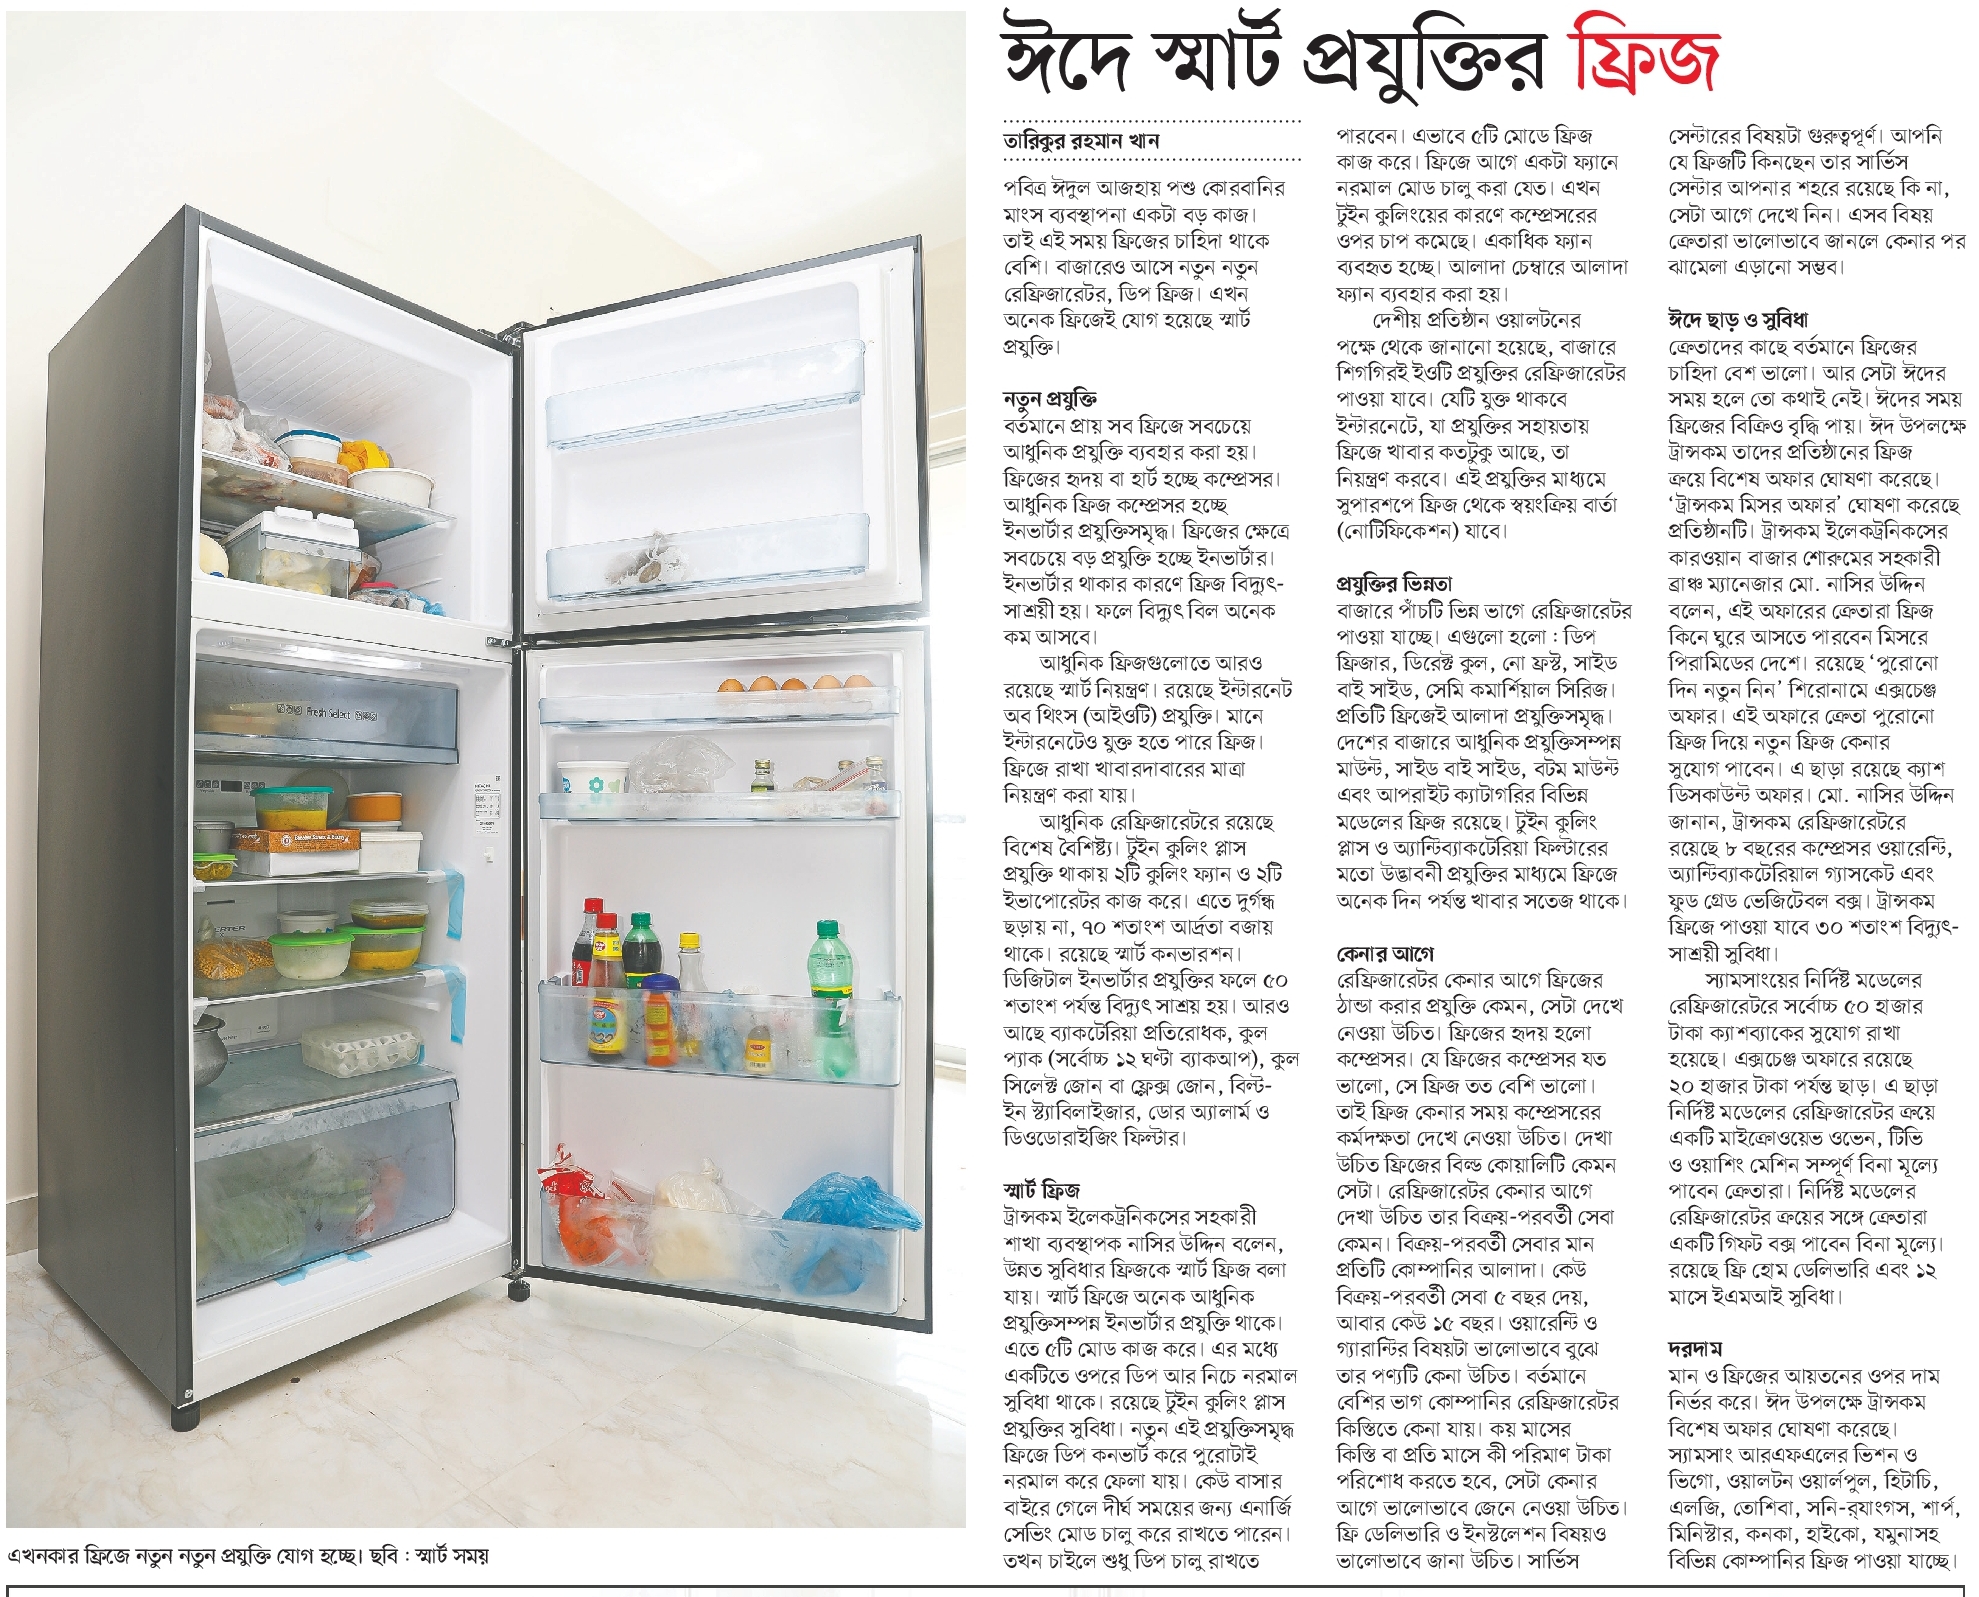 ঈদে স্মার্ট প্রযুক্তির ফ্রিজ
তারিকুর রহমান খান
পবিত্র ঈদুল আজহায় পশু কোরবানির
মাংস ব্যবস্থাপনা একটা বড় কাজ।
তাই এই সময় ফ্রিজের চাহিদা থাকে
বেশি। বাজারেও আসে নতুন নতুন
রেফ্রিজারেটর, ডিপ ফ্রিজ। এখন
অনেক ফ্রিজেই যোগ হয়েছে স্মার্ট
প্রযুক্তি।
নতুন প্রযুক্তি
বর্তমানে প্রায় সব ফ্রিজে সবচেয়ে
আধুনিক প্রযুক্তি ব্যবহার করা হয়।
ফ্রিজের হৃদয় বা হার্ট হচ্ছে কম্প্রেসর।
আধুনিক ফ্রিজ কম্প্রেসর হচ্ছে
ইনভার্টার প্রযুক্তিসমৃদ্ধ। ফ্রিজের ক্ষেত্রে
সবচেয়ে বড় প্রযুক্তি হচ্ছে ইনভার্টার।
ইনভার্টার থাকার কারণে ফ্রিজ বিদ্যুৎ-
সাশ্রয়ী হয়। ফলে বিদ্যুৎ বিল অনেক
কম আসবে।
আধুনিক ফ্রিজগুলোতে আরও
রয়েছে স্মার্ট নিয়ন্ত্রণ। রয়েছে ইন্টারনেট
অব থিংস (আইওটি) প্রযুক্তি। মানে
ইন্টারনেটেও যুক্ত হতে পারে ফ্রিজ।
ফ্রিজে রাখা খাবারদাবারের মাত্রা
নিয়ন্ত্রণ করা যায়।
আধুনিক রেফ্রিজারেটরে রয়েছে
বিশেষ বৈশিষ্ট্য। টুইন কুলিং প্লাস
প্রযুক্তি থাকায় ২টি কুলিং ফ্যান ও ২টি
ইভাপোরেটর কাজ করে। এতে দুর্গন্ধ
ছড়ায় না, ৭০ শতাংশ আর্দ্রতা বজায়
থাকে। রয়েছে স্মার্ট কনভারশন।
ডিজিটাল ইনভার্টার প্রযুক্তির ফলে ৫০
শতাংশ পর্যন্ত বিদ্যুৎ সাশ্রয় হয়। আরও
আছে ব্যাকটেরিয়া প্রতিরোধক, কুল
প্যাক (সর্বোচ্চ ১২ ঘণ্টা ব্যাকআপ), কুল
সিলেক্ট জোন বা ফ্লেক্স জোন, বিল্ট-
ইন স্ট্যাবিলাইজার, ডোর অ্যালার্ম ও
ডিওডোরাইজিং ফিল্টার।
স্মার্ট ফ্রিজ
ট্রান্সকম ইলেকট্রনিকসের সহকারী
শাখা ব্যবস্থাপক নাসির উদ্দিন বলেন,
উন্নত সুবিধার ফ্রিজকে স্মার্ট ফ্রিজ বলা
যায়। স্মার্ট ফ্রিজে অনেক আধুনিক
প্রযুক্তিসম্পন্ন ইনভার্টার প্রযুক্তি থাকে।
এতে ৫টি মোড কাজ করে। এর মধ্যে
একটিতে ওপরে ডিপ আর নিচে নরমাল
সুবিধা থাকে। রয়েছে টুইন কুলিং প্লাস
প্রযুক্তির সুবিধা। নতুন এই প্রযুক্তিসমৃদ্ধ
ফ্রিজে ডিপ কনভার্ট করে পুরোটাই
নরমাল করে ফেলা যায়। কেউ বাসার
বাইরে গেলে দীর্ঘ সময়ের জন্য এনার্জি
সেভিং মোড চালু করে রাখতে পারেন।
তখন চাইলে শুধু ডিপ চালু রাখতে
পারবেন। এভাবে ৫টি মোডে ফ্রিজ
কাজ করে। ফ্রিজে আগে একটা ফ্যানে
নরমাল মোড চালু করা যেত। এখন
টুইন কুলিংয়ের কারণে কম্প্রেসরের
ওপর চাপ কমেছে। একাধিক ফ্যান
ব্যবহৃত হচ্ছে। আলাদা চেম্বারে আলাদা
ফ্যান ব্যবহার করা হয়।
দেশীয় প্রতিষ্ঠান ওয়ালটনের
পক্ষে থেকে জানানো হয়েছে, বাজারে
শিগগিরই ইওটি প্রযুক্তির রেফ্রিজারেটর
পাওয়া যাবে। যেটি যুক্ত থাকবে
ইন্টারনেটে, যা প্রযুক্তির সহায়তায়
ফ্রিজে খাবার কতটুকু আছে, তা
নিয়ন্ত্রণ করবে। এই প্রযুক্তির মাধ্যমে
সুপারশপে ফ্রিজ থেকে স্বয়ংক্রিয় বার্তা
(নোটিফিকেশন) যাবে।
প্রযুক্তির ভিন্নতা
বাজারে পাঁচটি ভিন্ন ভাগে রেফ্রিজারেটর
পাওয়া যাচ্ছে। এগুলো হলো : ডিপ
ফ্রিজার, ডিরেক্ট কুল, নো ফ্রস্ট, সাইড
বাই সাইড, সেমি কমার্শিয়াল সিরিজ।
প্রতিটি ফ্রিজেই আলাদা প্রযুক্তিসমৃদ্ধ।
দেশের বাজারে আধুনিক প্রযুক্তিসম্পন্ন
মাউন্ট, সাইড বাই সাইড, বটম মাউন্ট
এবং আপরাইট ক্যাটাগরির বিভিন্ন
মডেলের ফ্রিজ রয়েছে। টুইন কুলিং
প্লাস ও অ্যান্টিব্যাকটেরিয়া ফিল্টারের
মতো উদ্ভাবনী প্রযুক্তির মাধ্যমে ফ্রিজে
অনেক দিন পর্যন্ত খাবার সতেজ থাকে।
কেনার আগে
রেফ্রিজারেটর কেনার আগে ফ্রিজের
ঠান্ডা করার প্রযুক্তি কেমন, সেটা দেখে
নেওয়া উচিত। ফ্রিজের হৃদয় হলো
কম্প্রেসর। যে ফ্রিজের কম্প্রেসর যত
ভালো, সে ফ্রিজ তত বেশি ভালো।
তাই ফ্রিজ কেনার সময় কম্প্রেসরের
কর্মদক্ষতা দেখে নেওয়া উচিত। দেখা
উচিত ফ্রিজের বিল্ড কোয়ালিটি কেমন
সেটা। রেফ্রিজারেটর কেনার আগে
দেখা উচিত তার বিক্রয়-পরবর্তী সেবা
কেমন। বিক্রয়-পরবর্তী সেবার মান
প্রতিটি কোম্পানির আলাদা। কেউ
বিক্রয়-পরবর্তী সেবা ৫ বছর দেয়,
আবার কেউ ১৫ বছর। ওয়ারেন্টি ও
গ্যারান্টির বিষয়টা ভালোভাবে বুঝে
তার পণ্যটি কেনা উচিত। বর্তমানে
বেশির ভাগ কোম্পানির রেফ্রিজারেটর
কিস্তিতে কেনা যায়। কয় মাসের
কিস্তি বা প্রতি মাসে কী পরিমাণ টাকা
পরিশোধ করতে হবে, সেটা কেনার
আগে ভালোভাবে জেনে নেওয়া উচিত।
ফ্রি ডেলিভারি ও ইনস্টলেশন বিষয়ও
ভালোভাবে জানা উচিত। সার্ভিস
সেন্টারের বিষয়টা গুরুত্বপূর্ণ। আপনি
যে ফ্রিজটি কিনছেন তার সার্ভিস
সেন্টার আপনার শহরে রয়েছে কি না,
সেটা আগে দেখে নিন। এসব বিষয়
ক্রেতারা ভালোভাবে জানলে কেনার পর
ঝামেলা এড়ানো সম্ভব।
ঈদে ছাড় ও সুবিধা
ক্রেতাদের কাছে বর্তমানে ফ্রিজের
চাহিদা বেশ ভালো। আর সেটা ঈদের
সময় হলে তো কথাই নেই। ঈদের সময়
ফ্রিজের বিক্রিও বৃদ্ধি পায়। ঈদ উপলক্ষে
ট্রান্সকম তাদের প্রতিষ্ঠানের ফ্রিজ
ক্রয়ে বিশেষ অফার ঘোষণা করেছে।
‘ট্রান্সকম মিসর অফার’ ঘোষণা করেছে
প্রতিষ্ঠানটি। ট্রান্সকম ইলেকট্রনিকসের
কারওয়ান বাজার শোরুমের সহকারী
ব্রাঞ্চ ম্যানেজার মো. নাসির উদ্দিন
বলেন, এই অফারের ক্রেতারা ফ্রিজ
কিনে ঘুরে আসতে পারবেন মিসরে
পিরামিডের দেশে। রয়েছে ‘পুরোনো
দিন নতুন নিন’ শিরোনামে এক্সচেঞ্জ
অফার। এই অফারে ক্রেতা পুরোনো
ফ্রিজ দিয়ে নতুন ফ্রিজ কেনার
সুযোগ পাবেন। এ ছাড়া রয়েছে ক্যাশ
ডিসকাউন্ট অফার। মো. নাসির উদ্দিন
জানান, ট্রান্সকম রেফ্রিজারেটরে
রয়েছে ৮ বছরের কম্প্রেসর ওয়ারেন্টি,
অ্যান্টিব্যাকটেরিয়াল গ্যাসকেট এবং
ফুড গ্রেড ভেজিটেবল বক্স। ট্রান্সকম
ফ্রিজে পাওয়া যাবে ৩০ শতাংশ বিদ্যুৎ-
সাশ্রয়ী সুবিধা।
স্যামসাংয়ের নির্দিষ্ট মডেলের
রেফ্রিজারেটরে সর্বোচ্চ ৫০ হাজার
টাকা ক্যাশব্যাকের সুযোগ রাখা
হয়েছে। এক্সচেঞ্জ অফারে রয়েছে
২০ হাজার টাকা পর্যন্ত ছাড়। এ ছাড়া
নির্দিষ্ট মডেলের রেফ্রিজারেটর ক্রয়ে
একটি মাইক্রোওয়েভ ওভেন, টিভি
ও ওয়াশিং মেশিন সম্পূর্ণ বিনা মূল্যে
পাবেন ক্রেতারা। নির্দিষ্ট মডেলের
রেফ্রিজারেটর ক্রয়ের সঙ্গে ক্রেতারা
একটি গিফট বক্স পাবেন বিনা মূল্যে।
রয়েছে ফ্রি হোম ডেলিভারি এবং ১২
মাসে ইএমআই সুবিধা।
দরদাম
মান ও ফ্রিজের আয়তনের ওপর দাম
নির্ভর করে। ঈদ উপলক্ষে ট্রান্সকম
বিশেষ অফার ঘোষণা করেছে।
স্যামসাং আরএফএলের ভিশন ও
ভিগো, ওয়ালটন ওয়ার্লপুল, হিটাচি,
এলজি, তোশিবা, সনি-র‍্যাংগস, শার্প,
মিনিস্টার, কনকা, হাইকো, যমুনাসহ
বিভিন্ন কোম্পানির ফ্রিজ পাওয়া যাচ্ছে।
Fresh Select
HITACHI
এখনকার ফ্রিজে নতুন নতুন প্রযুক্তি যোগ হচ্ছে। ছবি : স্মার্ট সময়